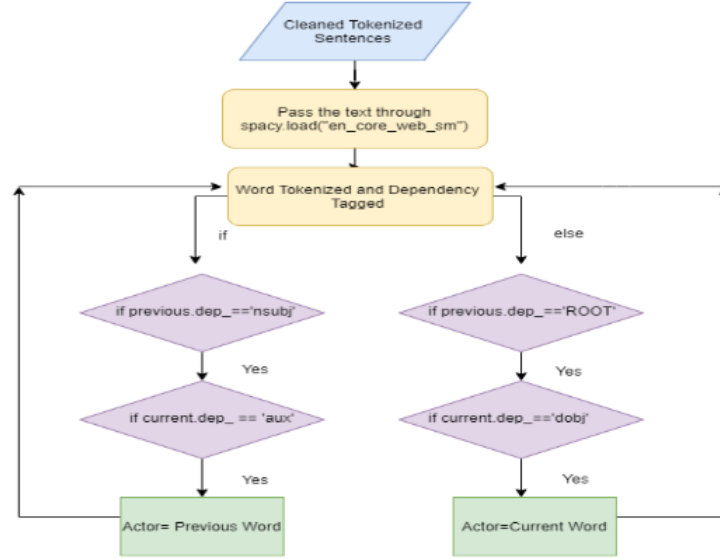 Cleaned Tokenized
Sentences
Pass the text through
spacy.load("en_core_web_sm")
Word Tokenized and Dependency
Tagged
if
else
if previous.dep_=='nsubj'
if previous.dep_=='ROOT'
Yes
Yes
if current.dep_ == 'aux'
if current.dep_=='dobj'
Yes
Yes
Actor= Previous Word
Actor=Current Word